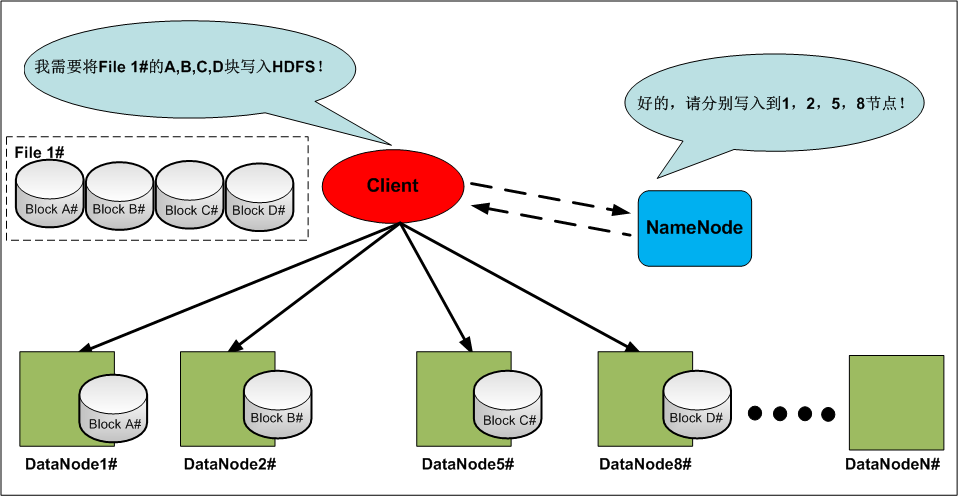 我需要将File 1#的A,B,C,D块写入HDFS！
好的，请分别写入到1，2，5，8节点！
File 1#
Block A#
Block B#
Block C#
Block D#
Client
NameNode
Block A#
Block B#
Block C#
Block D#
DataNode1#
DataNode2#
DataNode5#
DataNode8#
DataNodeN#